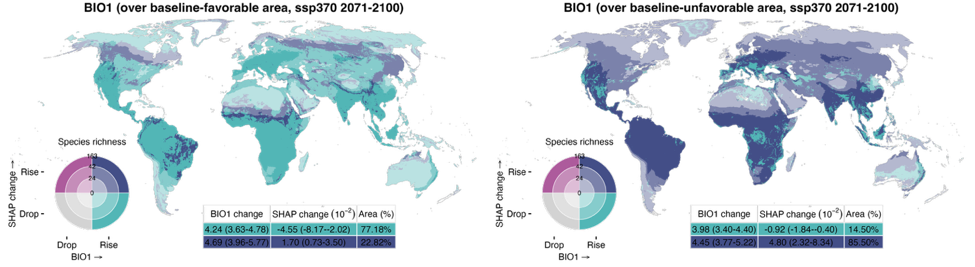 BIO1 (over baseline-favorable area, ssp370 2071-2100)
Species richness
163
42
24
0
SHAP change →
Rise
Drop
Drop
Rise
BIO1 →
BIO1 change SHAP change (10⁻²) Area (%)
4.24 (3.63-4.78) -4.55 (-8.17--2.02) 77.18%
4.69 (3.96-5.77) 1.70 (0.73-3.50) 22.82%
BIO1 (over baseline-unfavorable area, ssp370 2071-2100)
Species richness
163
42
24
0
SHAP change →
Rise
Drop
Drop
Rise
BIO1 →
BIO1 change SHAP change (10⁻²) Area (%)
3.98 (3.40-4.40) -0.92 (-1.84--0.40) 14.50%
4.45 (3.77-5.22) 4.80 (2.32-8.34) 85.50%